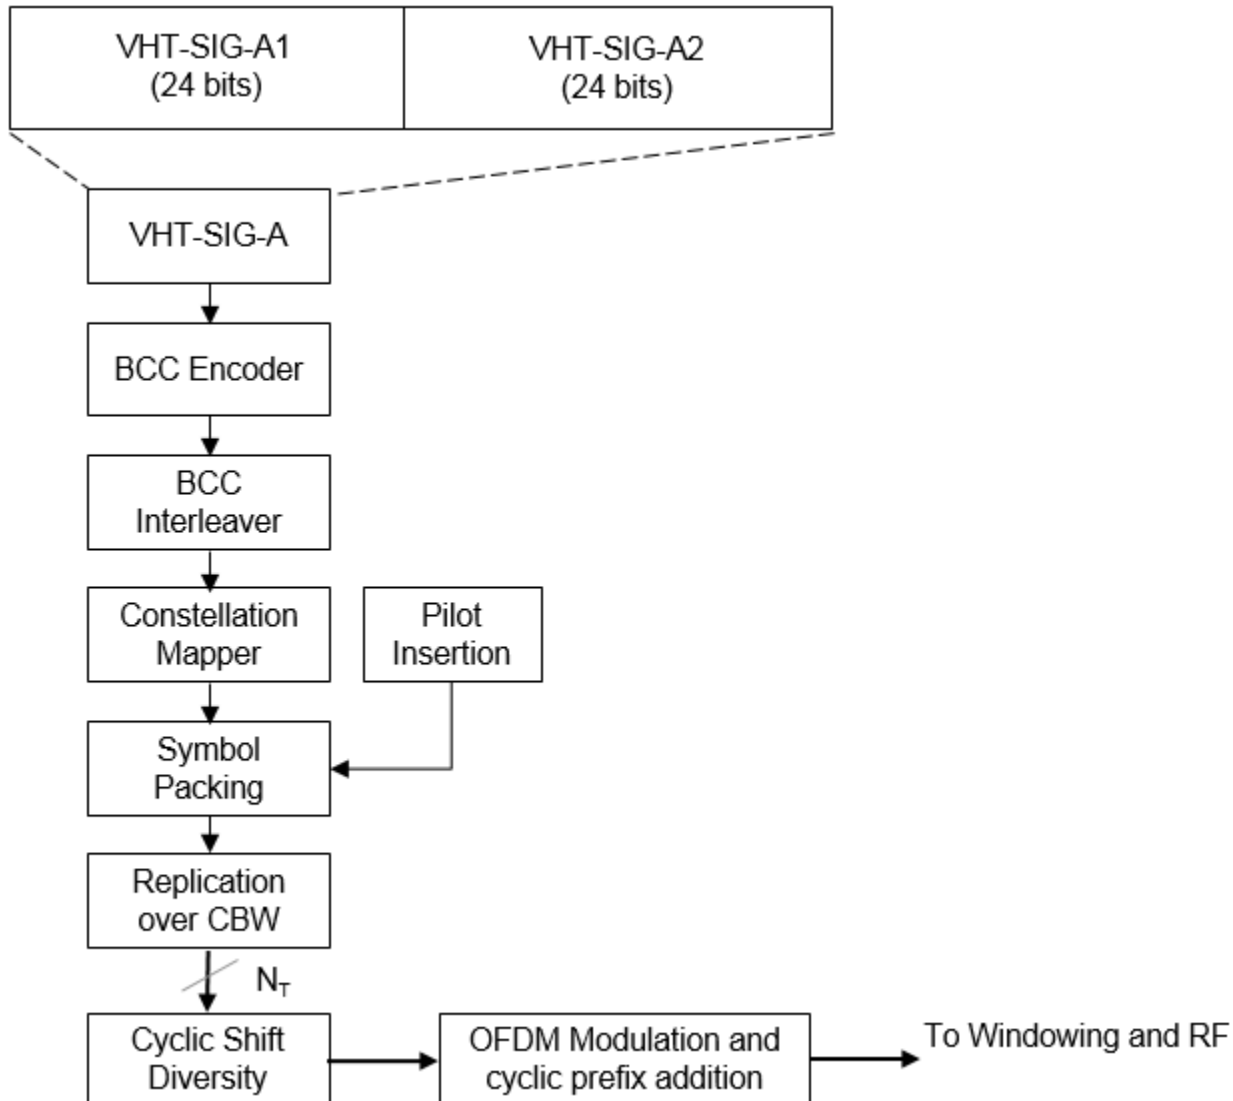 VHT-SIG-A1
(24 bits)
VHT-SIG-A2
(24 bits)
VHT-SIG-A
BCC Encoder
BCC
Interleaver
Constellation
Mapper
Pilot
Insertion
Symbol
Packing
Replication
over CBW
N_T
Cyclic Shift
Diversity
OFDM Modulation and
cyclic prefix addition
To Windowing and RF